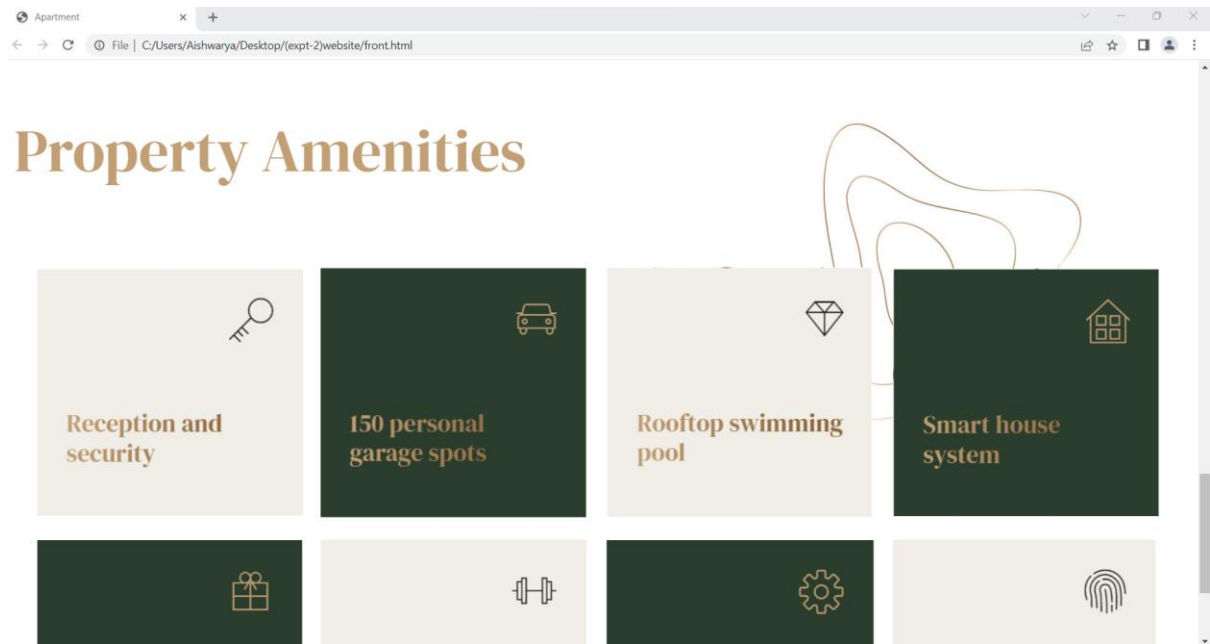 Apartment
File | C:/Users/Aishwarya/Desktop/(expt-2)website/front.html
Property Amenities
Reception and
security
150 personal
garage spots
Rooftop swimming
pool
Smart house
system